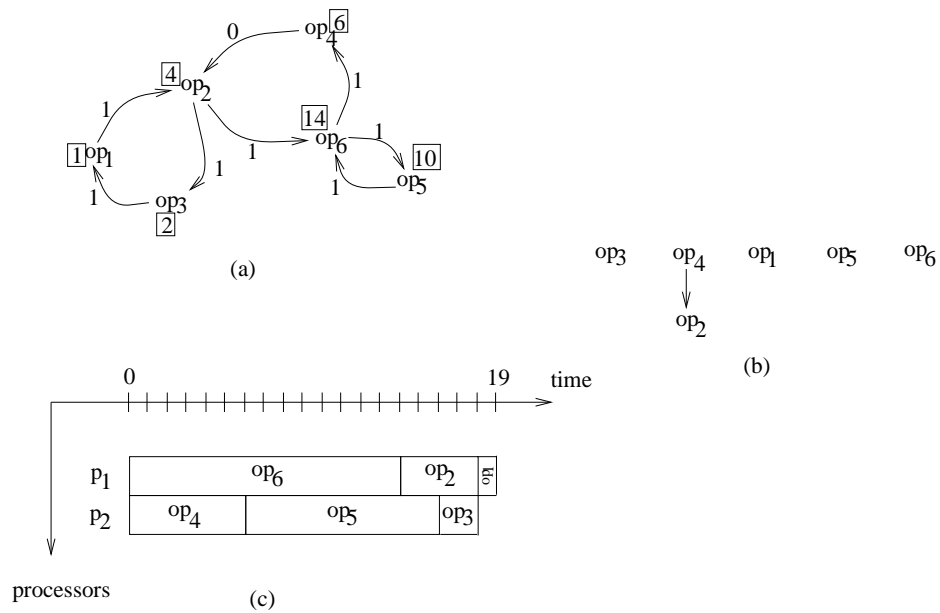 0
op4 6
4 op2
1
1
14
op6
1
1
10
op5
1
1 op1
1
1
op3
2
(a)
op3 op4 op1 op5 op6
op2
(b)
0 19 time
p1 op6 op2 op1
p2 op4 op5 op3
processors
(c)